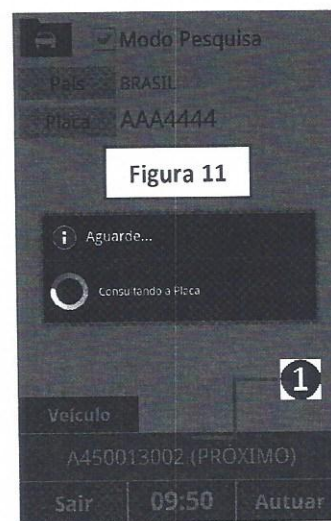 Modo Pesquisa
País BRASIL
Placa AAA4444
Figura 11
Aguarde...
Consultando a Placa
1
Veículo
A450013002 (PRÓXIMO)
Sair 09:50 Autuar